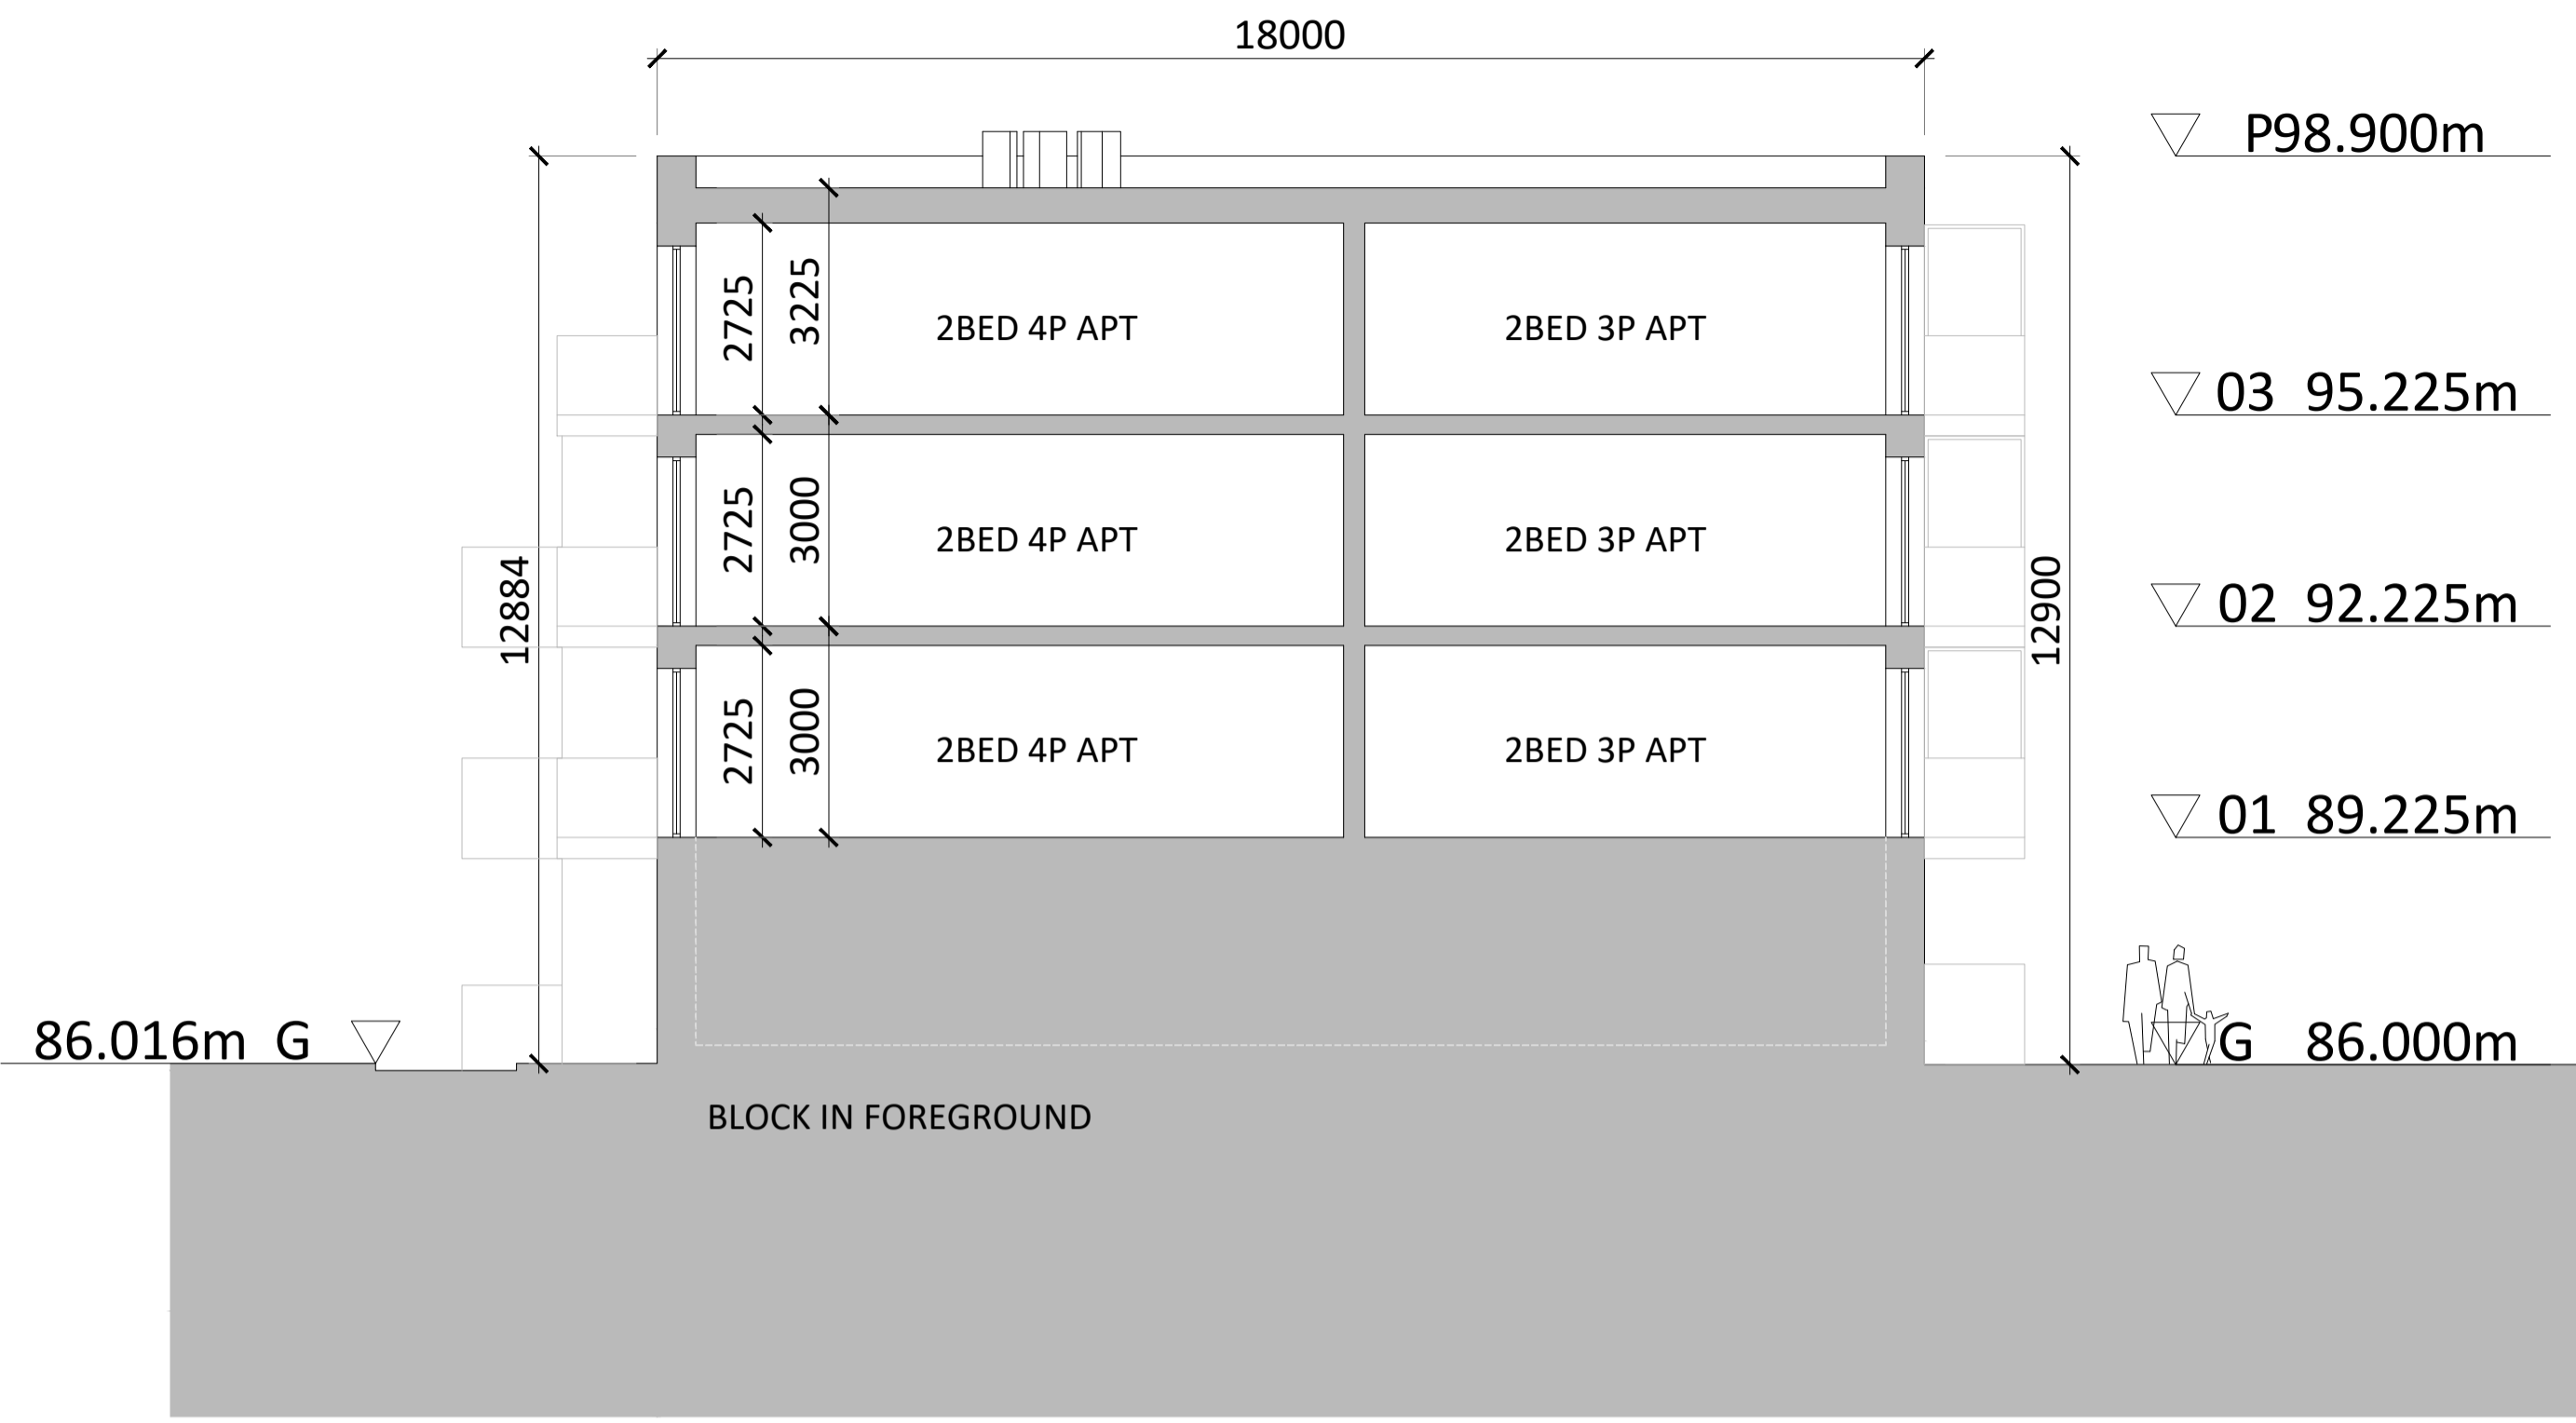 18000
P98.900m
2725
3225
2BED 4P APT
2BED 3P APT
03 95.225m
2725
3000
2BED 4P APT
2BED 3P APT
12884
12900
02 92.225m
2725
3000
2BED 4P APT
2BED 3P APT
01 89.225m
86.016m G
G 86.000m
BLOCK IN FOREGROUND